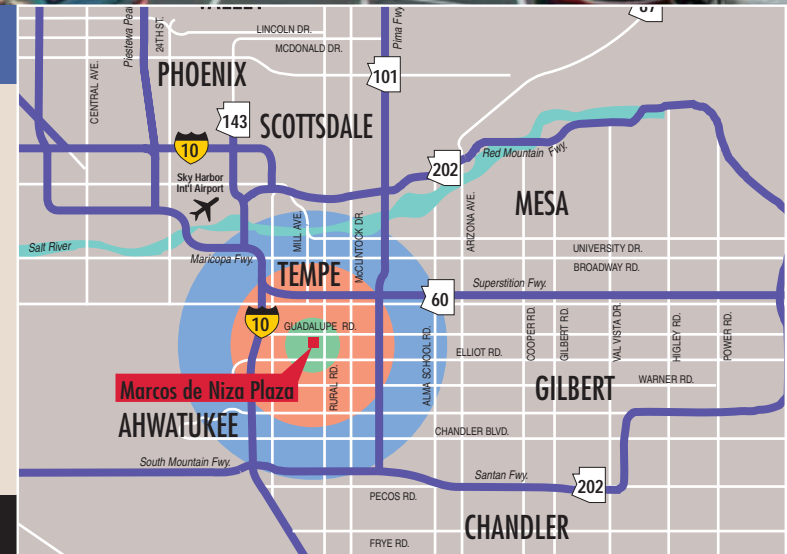 LINCOLN DR.
MCDONALD DR.
Piestewa Peak
24TH ST.
Pima Fwy.
CENTRAL AVE.
PHOENIX
101
143
SCOTTSDALE
10
Sky Harbor
Int'l Airport
202
Red Mountain Fwy.
MESA
ARIZONA AVE.
MILL AVE.
McCLINTOCK DR.
Salt River
Maricopa Fwy.
UNIVERSITY DR.
BROADWAY RD.
TEMPE
Superstition Fwy.
60
10
GUADALUPE RD.
ELLIOT RD.
COOPER RD.
GILBERT RD.
VAL VISTA DR.
HIGLEY RD.
POWER RD.
ALMA SCHOOL RD.
RURAL RD.
WARNER RD.
GILBERT
Marcos de Niza Plaza
AHWATUKEE
CHANDLER BLVD.
South Mountain Fwy.
Santan Fwy.
202
PECOS RD.
CHANDLER
FRYE RD.